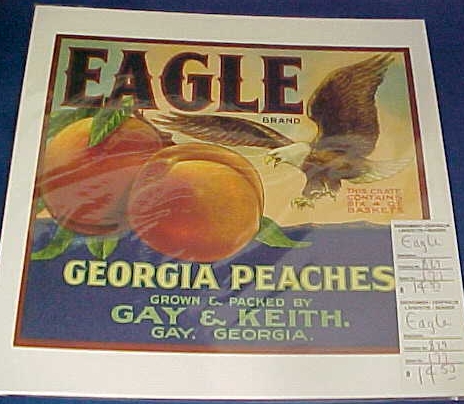 EAGLE
BRAND
THIS CRATE
CONTAINS
SIX 4 QT
BASKETS
GEORGIA PEACHES
GROWN & PACKED BY
GAY & KEITH.
GAY, GEORGIA.
Eagle
Eagle